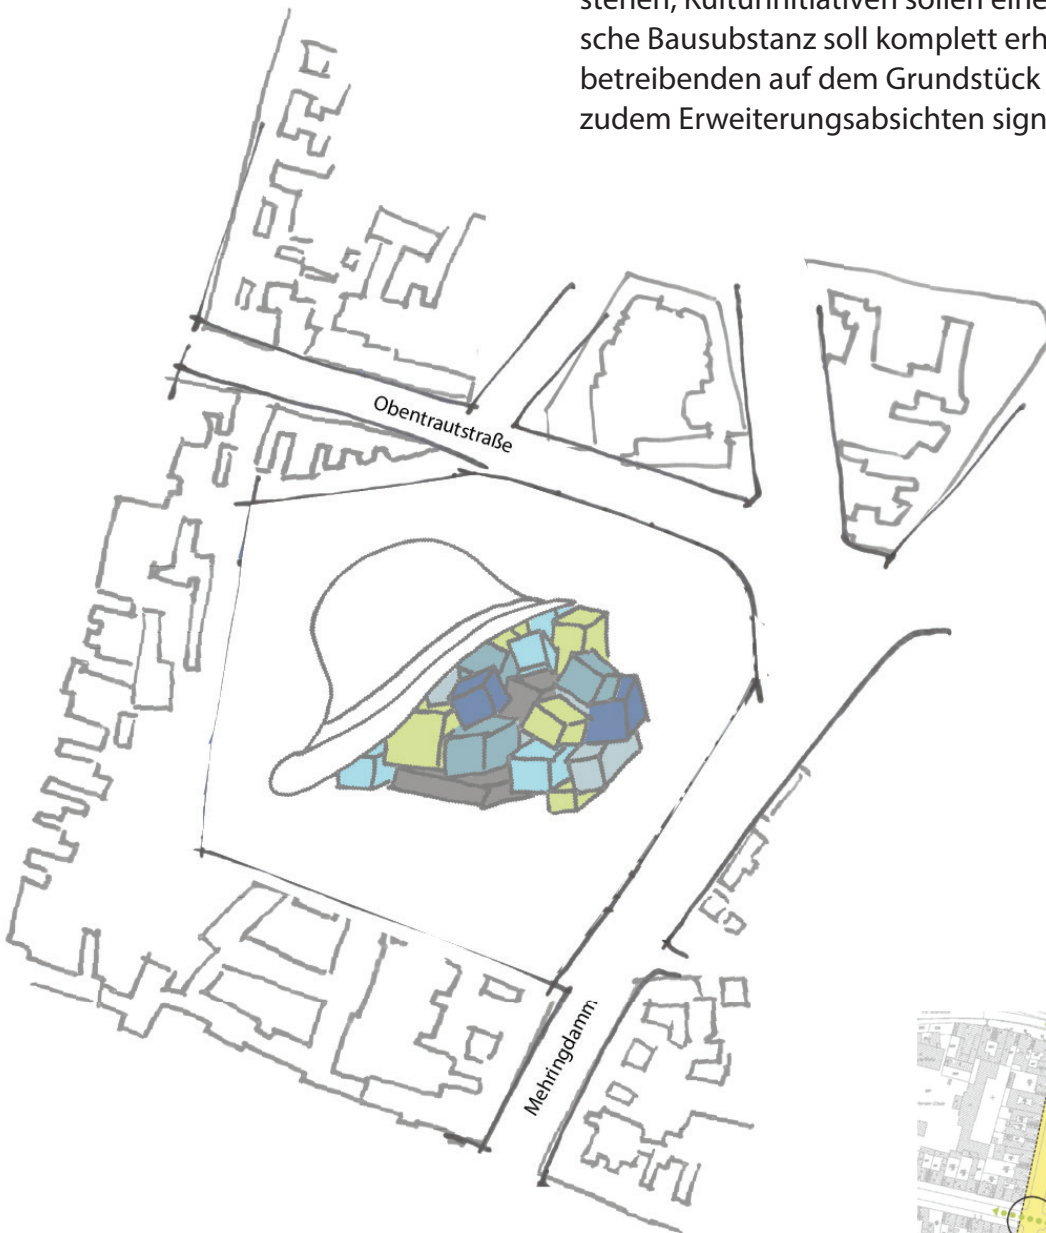 stehen, Kulturinitiativen sollen eine
sche Bausubstanz soll komplett erh
betreibenden auf dem Grundstück
zudem Erweiterungsabsichten sign
Obentrautstraße
Mehringdamm